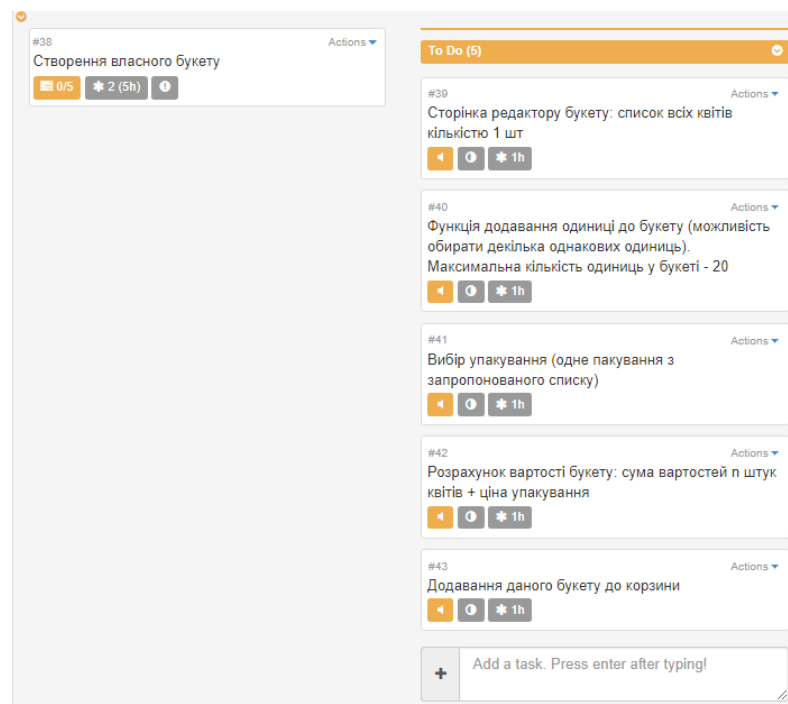 #38 Actions
Створення власного букету
0/5 2 (5h)
To Do (5)
#39 Actions
Сторінка редактору букету: список всіх квітів
кількістю 1 шт
1h
#40 Actions
Функція додавання одиниці до букету (можливість
обирати декілька однакових одиниць).
Максимальна кількість одиниць у букеті - 20
1h
#41 Actions
Вибір упакування (одне пакування з
запропонованого списку)
1h
#42 Actions
Розрахунок вартості букету: сума вартостей n штук
квітів + ціна упакування
1h
#43 Actions
Додавання даного букету до корзини
1h
+ Add a task. Press enter after typing!